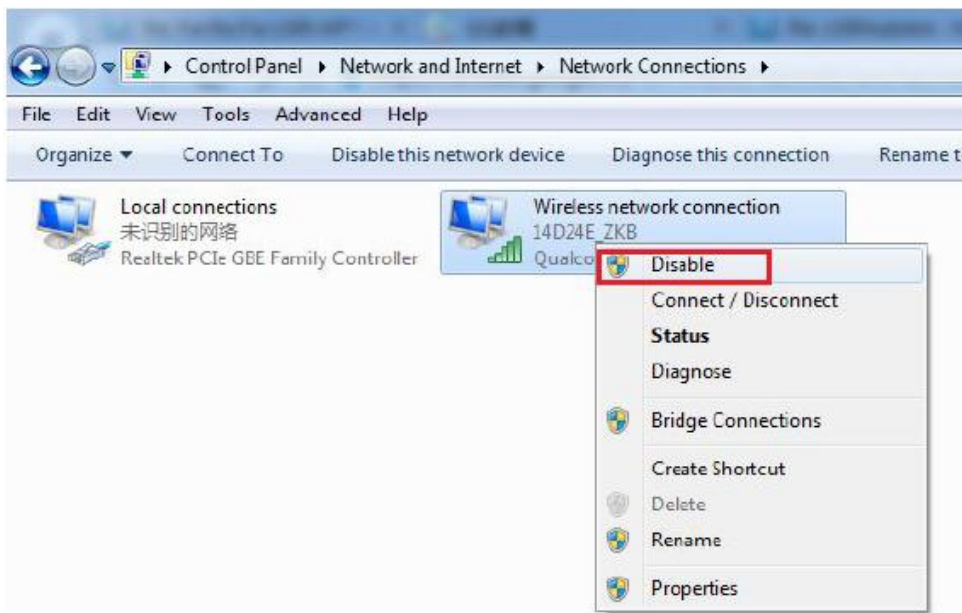 Control Panel Network and Internet Network Connections
File Edit View Tools Advanced Help
Organize Connect To Disable this network device Diagnose this connection Rename t
Local connections
未识别的网络
Realtek PCIe GBE Family Controller
Wireless network connection
14D24E_ZKB
Qualco
Disable
Connect / Disconnect
Status
Diagnose
Bridge Connections
Create Shortcut
Delete
Rename
Properties